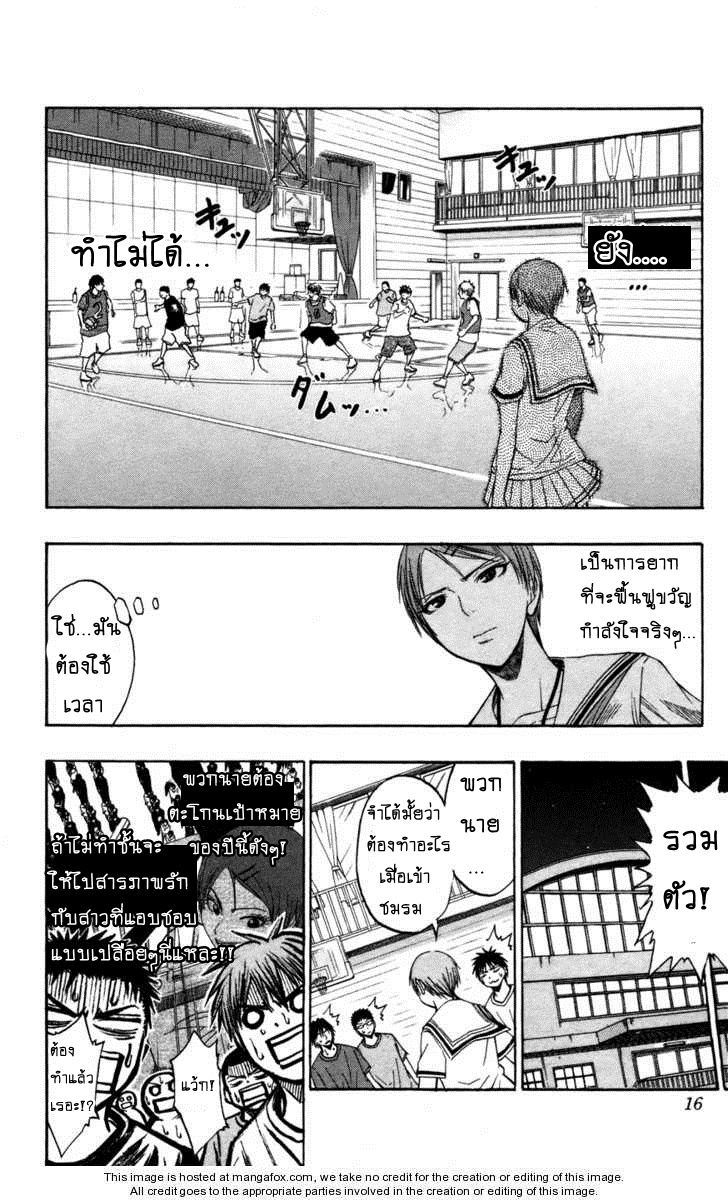 ยัง....
...
キュッ
キュッ
ทำไม่ได้...
ダムッ...
เป็นการยาก
ที่จะฟื้นฟูขวัญ
กำลังใจจริงๆ...
ใช่...มัน
ต้องใช้
เวลา
รวม
ตัว!
พวก
นาย
...
จำได้มั้ยว่า
ต้องทำอะไร
เมื่อเข้า
ชมรม
พวกนายต้อง
ตะโกนเป้าหมาย
ของปีนี้ดังๆ!
ถ้าไม่ทำชั้นจะ
ให้ไปสารภาพรัก
กับสาวที่แอบชอบ
แบบเปลือยๆนี่แหละ!!
ต้อง
ทำแล้ว
เรอะ!?
แว้ก!
16
This image is hosted at mangafox.com, we take no credit for the creation or editing of this image.
All credit goes to the appropriate parties involved in the creation or editing of this image.